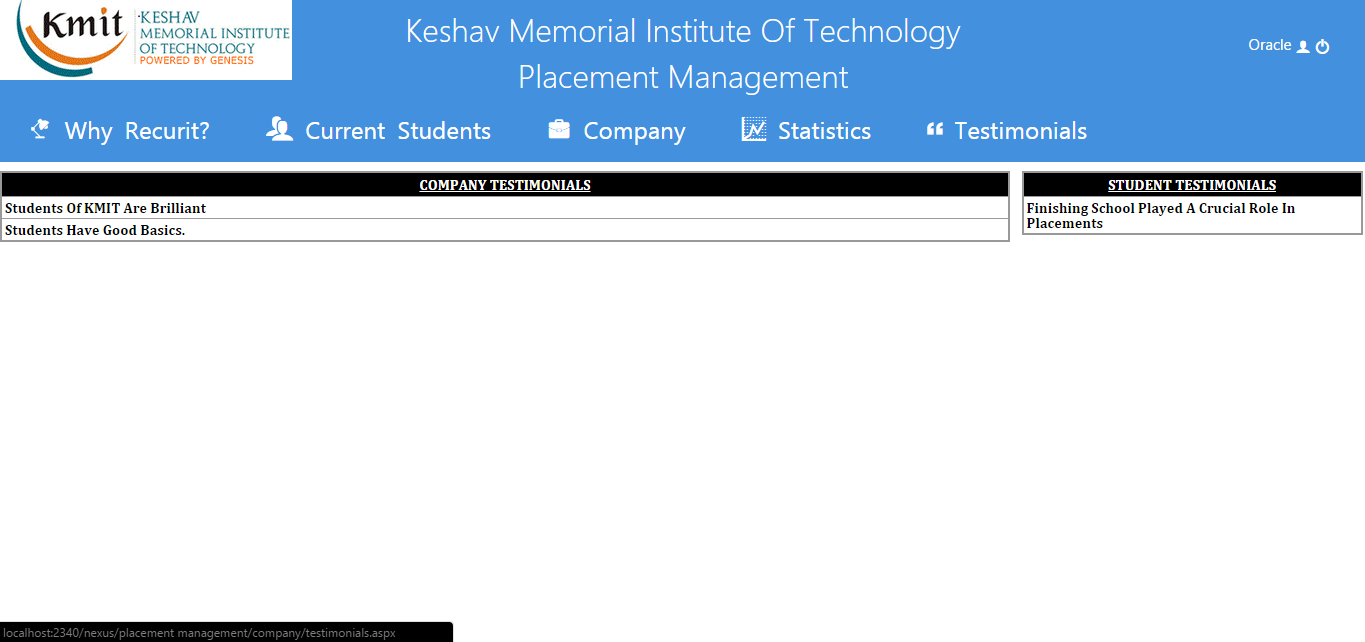 Kmit
KESHAV
MEMORIAL INSTITUTE
OF TECHNOLOGY
POWERED BY GENESIS
Keshav Memorial Institute Of Technology
Placement Management
Oracle
Why Recurit?
Current Students
Company
Statistics
Testimonials
COMPANY TESTIMONIALS
Students Of KMIT Are Brilliant
Students Have Good Basics.
STUDENT TESTIMONIALS
Finishing School Played A Crucial Role In
Placements
localhost:2340/nexus/placement management/company/testimonials.aspx